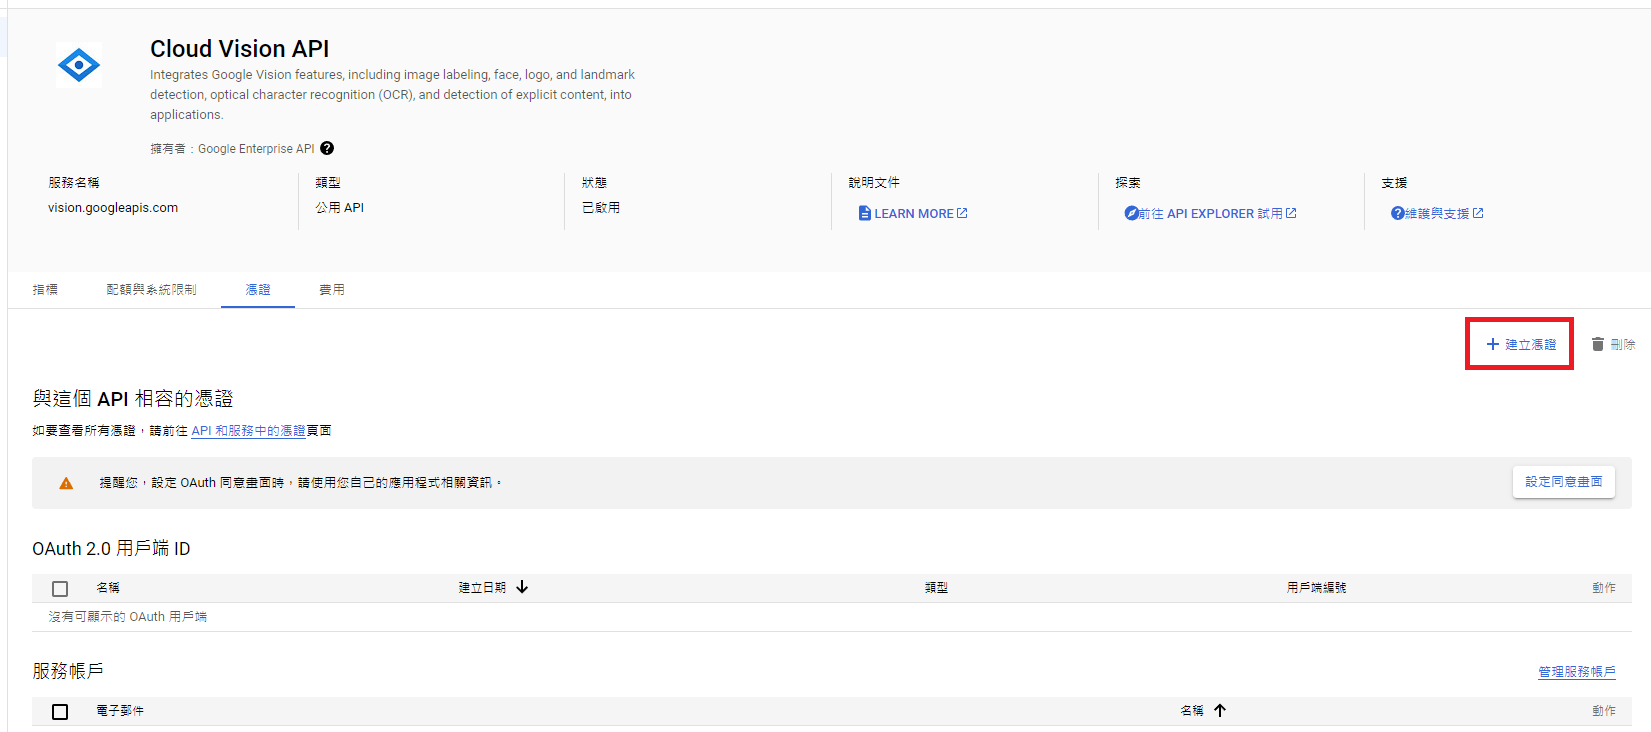 Cloud Vision API
Integrates Google Vision features, including image labeling, face, logo, and landmark
detection, optical character recognition (OCR), and detection of explicit content, into
applications.
擁有者：Google Enterprise API
服務名稱 類型 狀態 說明文件 探索 支援
vision.googleapis.com 公用 API 已啟用 LEARN MORE 前往 API EXPLORER 試用 維護與支援
指標 配額與系統限制 憑證 費用
+ 建立憑證 刪除
與這個 API 相容的憑證
如要查看所有憑證，請前往 API 和服務中的憑證頁面
提醒您，設定 OAuth 同意畫面時，請使用您自己的應用程式相關資訊。 設定同意畫面
OAuth 2.0 用戶端 ID
名稱 建立日期 類型 用戶端編號 動作
沒有可顯示的 OAuth 用戶端
服務帳戶 管理服務帳戶
電子郵件 名稱 動作